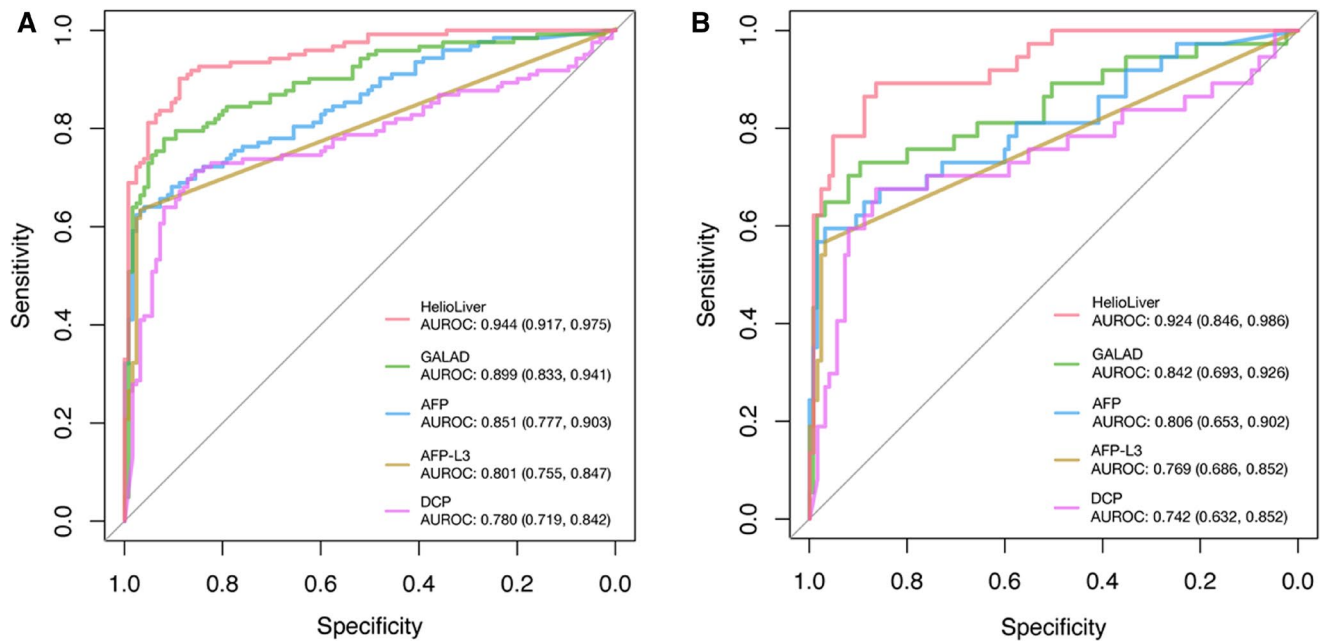 A
1.0
0.8
0.6
0.4
0.2
0.0
Sensitivity
HelioLiver
AUROC: 0.944 (0.917, 0.975)
GALAD
AUROC: 0.899 (0.833, 0.941)
AFP
AUROC: 0.851 (0.777, 0.903)
AFP-L3
AUROC: 0.801 (0.755, 0.847)
DCP
AUROC: 0.780 (0.719, 0.842)
1.0 0.8 0.6 0.4 0.2 0.0
Specificity
B
1.0
0.8
0.6
0.4
0.2
0.0
Sensitivity
HelioLiver
AUROC: 0.924 (0.846, 0.986)
GALAD
AUROC: 0.842 (0.693, 0.926)
AFP
AUROC: 0.806 (0.653, 0.902)
AFP-L3
AUROC: 0.769 (0.686, 0.852)
DCP
AUROC: 0.742 (0.632, 0.852)
1.0 0.8 0.6 0.4 0.2 0.0
Specificity